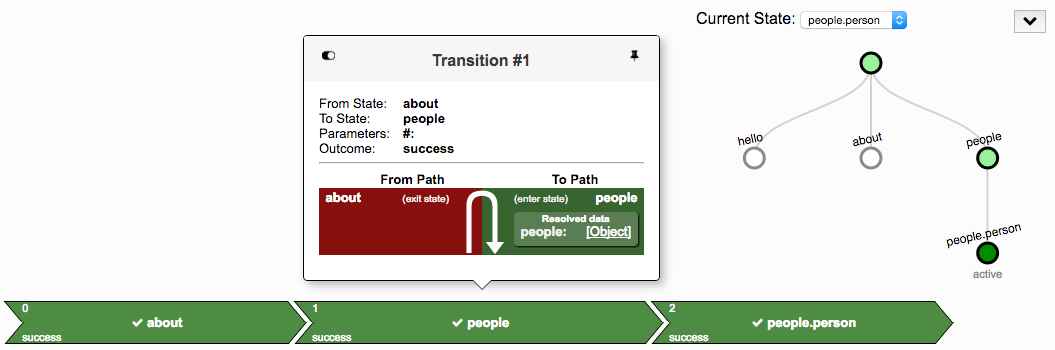 Current State: people.person
Transition #1
From State: about
To State: people
Parameters: #:
Outcome: success
From Path To Path
about (exit state) (enter state) people
Resolved data
people: [Object]
hello
about
people
people.person
active
0
about
success
1
people
success
2
people.person
success